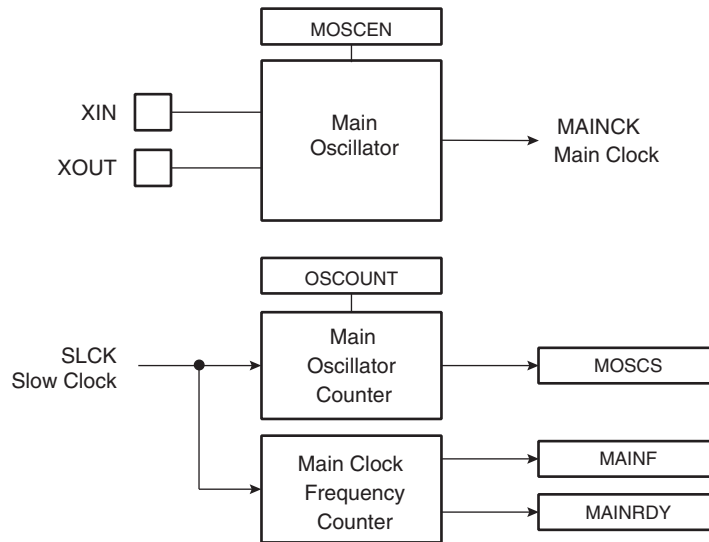 MOSCEN
XIN
XOUT
Main
Oscillator
MAINCK
Main Clock
OSCOUNT
SLCK
Slow Clock
Main
Oscillator
Counter
MOSCS
Main Clock
Frequency
Counter
MAINF
MAINRDY